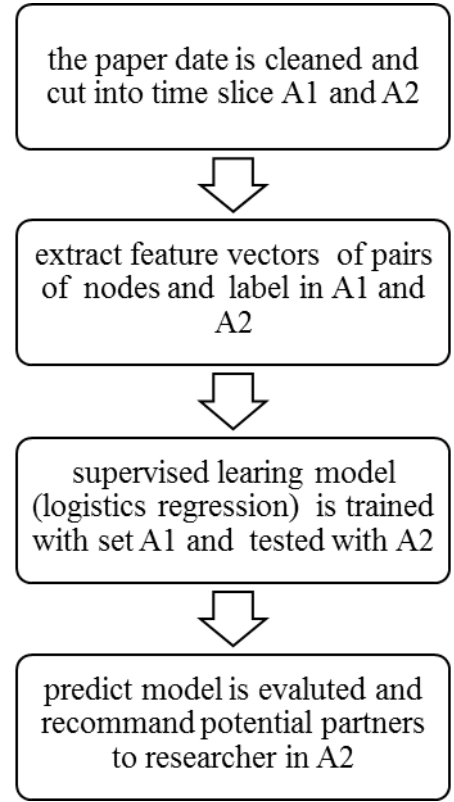 the paper date is cleaned and
cut into time slice A1 and A2
extract feature vectors of pairs
of nodes and label in A1 and
A2
supervised learing model
(logistics regression) is trained
with set A1 and tested with A2
predict model is evaluted and
recommand potential partners
to researcher in A2